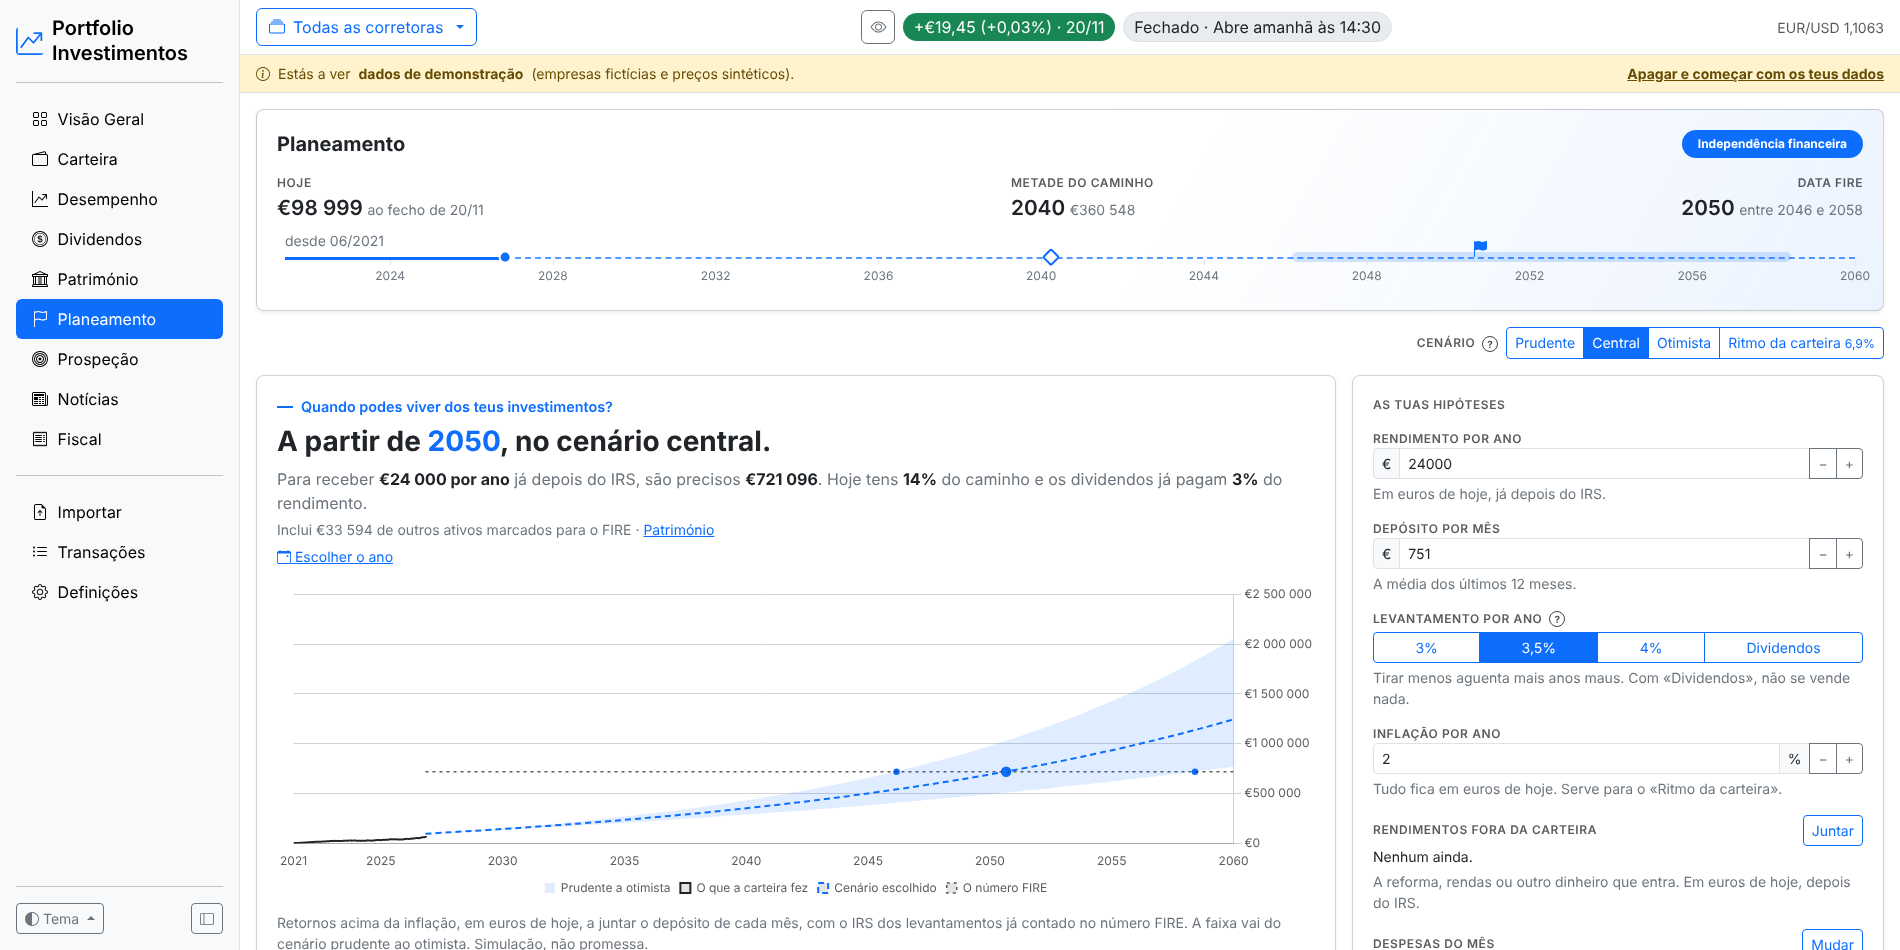 Portfolio
Investimentos
Visão Geral
Carteira
Desempenho
Dividendos
Património
Planeamento
Prospeção
Notícias
Fiscal
Importar
Transações
Definições
Tema
Todas as corretoras
+€19,45 (+0,03%) · 20/11
Fechado · Abre amanhã às 14:30
EUR/USD 1,1063
Estás a ver dados de demonstração (empresas fictícias e preços sintéticos).
Apagar e começar com os teus dados
Planeamento
Independência financeira
HOJE
€98 999 ao fecho de 20/11
METADE DO CAMINHO
2040 €360 548
DATA FIRE
2050 entre 2046 e 2058
desde 06/2021
2024 2028 2032 2036 2040 2044 2048 2052 2056 2060
CENÁRIO ?
Prudente Central Otimista Ritmo da carteira 6,9%
Quando podes viver dos teus investimentos?
A partir de 2050, no cenário central.
Para receber €24 000 por ano já depois do IRS, são precisos €721 096. Hoje tens 14% do caminho e os dividendos já pagam 3% do
rendimento.
Inclui €33 594 de outros ativos marcados para o FIRE · Património
Escolher o ano
€2 500 000
€2 000 000
€1 500 000
€1 000 000
€500 000
€0
2021 2025 2030 2035 2040 2045 2050 2055 2060
Prudente a otimista O que a carteira fez Cenário escolhido O número FIRE
Retornos acima da inflação, em euros de hoje, a juntar o depósito de cada mês, com o IRS dos levantamentos já contado no número FIRE. A faixa vai do
cenário prudente ao otimista. Simulação, não promessa.
AS TUAS HIPÓTESES
RENDIMENTO POR ANO
€ 24000 − +
Em euros de hoje, já depois do IRS.
DEPÓSITO POR MÊS
€ 751 − +
A média dos últimos 12 meses.
LEVANTAMENTO POR ANO ?
3% 3,5% 4% Dividendos
Tirar menos aguenta mais anos maus. Com «Dividendos», não se vende
nada.
INFLAÇÃO POR ANO
2 % − +
Tudo fica em euros de hoje. Serve para o «Ritmo da carteira».
RENDIMENTOS FORA DA CARTEIRA
Juntar
Nenhum ainda.
A reforma, rendas ou outro dinheiro que entra. Em euros de hoje, depois
do IRS.
DESPESAS DO MÊS
Mudar